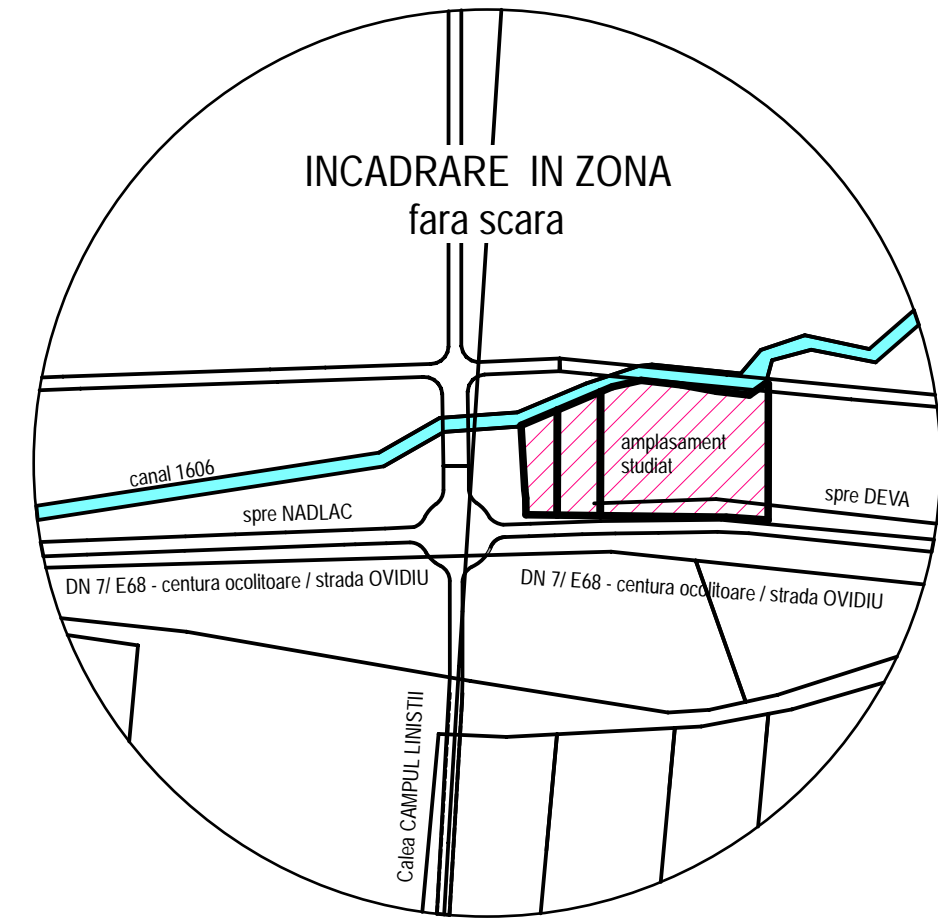 INCADRARE IN ZONA
fara scara
amplasament
studiat
canal 1606
spre NADLAC
spre DEVA
DN 7/ E68 - centura ocolitoare / strada OVIDIU
DN 7/ E68 - centura ocolitoare / strada OVIDIU
Calea CAMPUL LINISTII